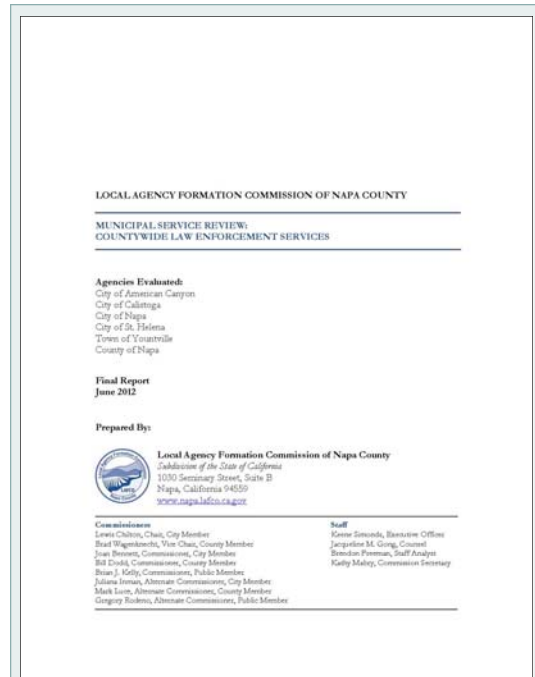 LOCAL AGENCY FORMATION COMMISSION OF NAPA COUNTY
MUNICIPAL SERVICE REVIEW:
COUNTYWIDE LAW ENFORCEMENT SERVICES
Agencies Evaluated:
City of American Canyon
City of Calistoga
City of Napa
City of St. Helena
Town of Yountville
County of Napa
Final Report
June 2012
Prepared By:
Local Agency Formation Commission of Napa County
Subdivision of the State of California
1030 Seminary Street, Suite B
Napa, California 94559
www.napa.lafco.ca.gov
Commissioners
Lewis Chilton, Chair, City Member
Brad Wagenknecht, Vice Chair, County Member
Joan Bennett, Commissioner, City Member
Bill Dodd, Commissioner, County Member
Brian J. Kelly, Commissioner, Public Member
Juliana Inman, Alternate Commissioner, City Member
Mark Luce, Alternate Commissioner, County Member
Gregory Rodeno, Alternate Commissioner, Public Member
Staff
Keene Simonds, Executive Officer
Jacqueline M. Gong, Counsel
Brendon Freeman, Staff Analyst
Kathy Mabry, Commission Secretary